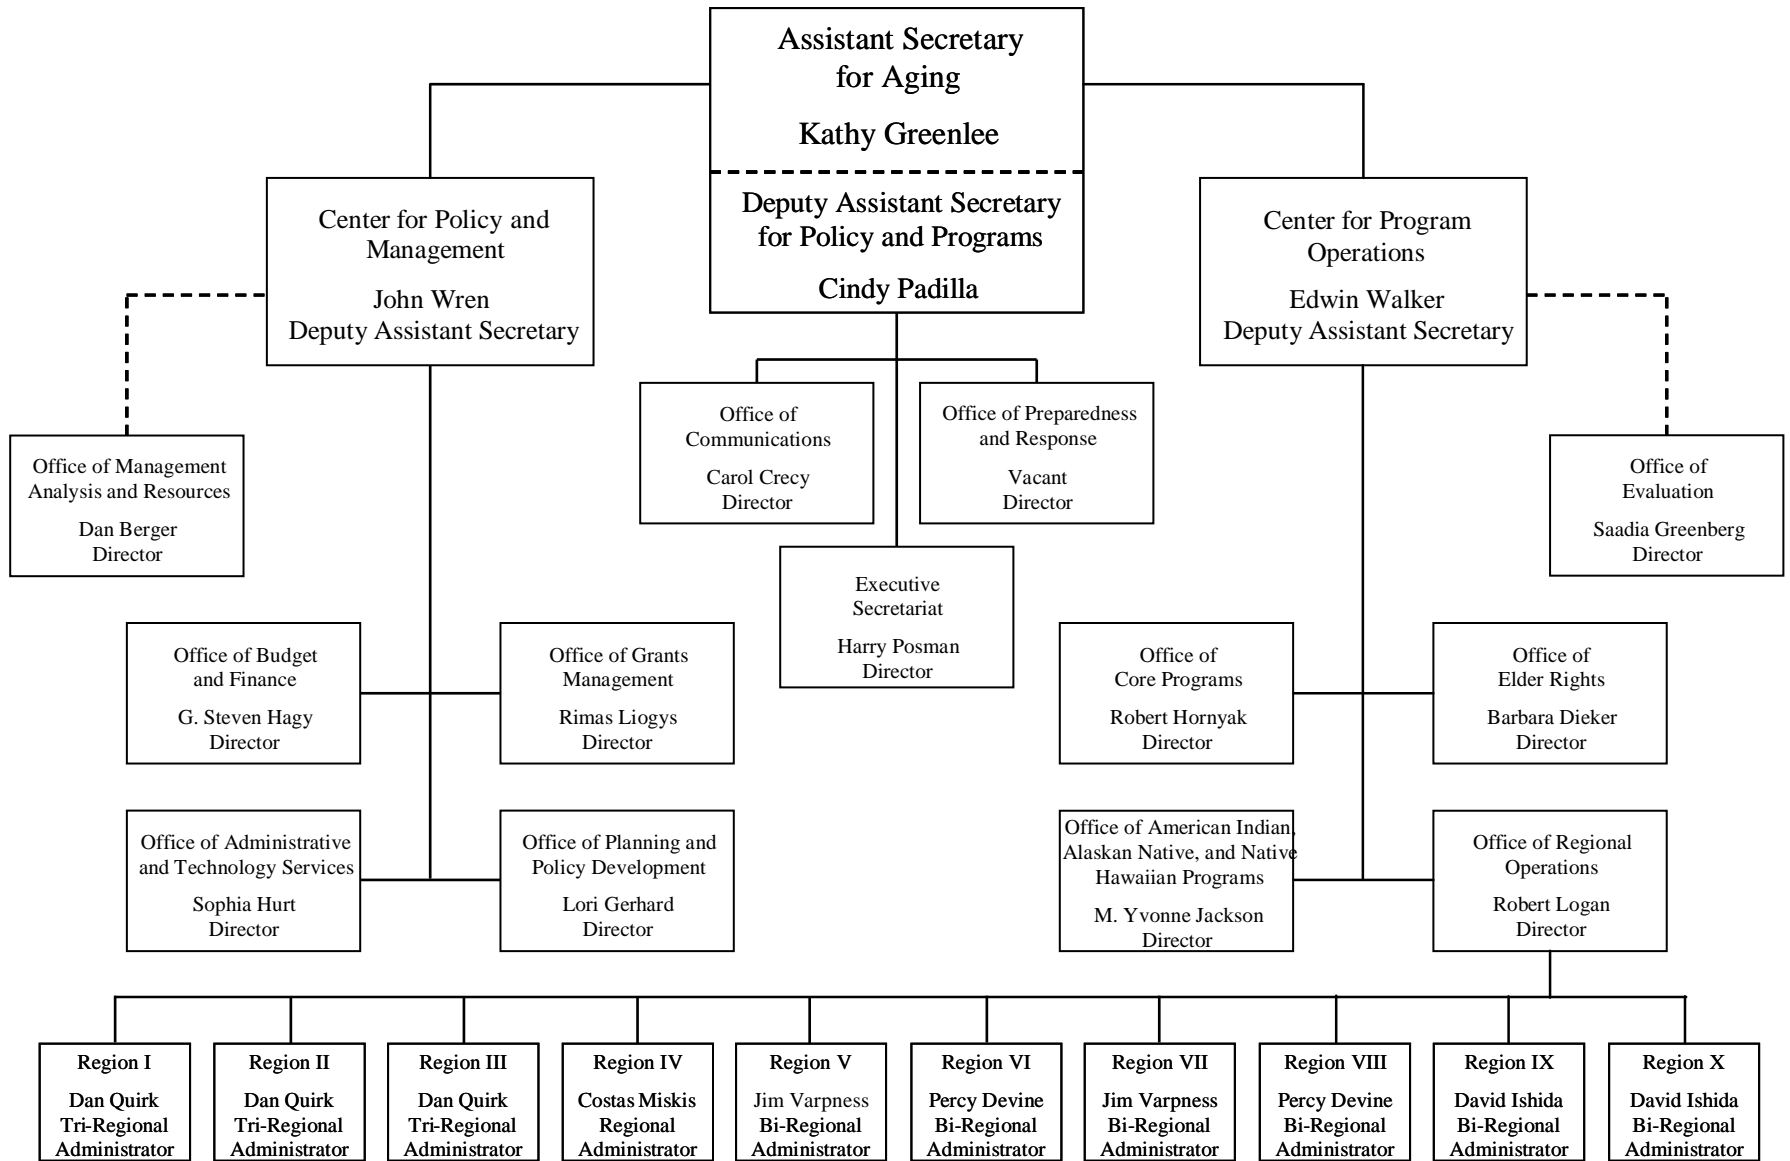 Assistant Secretary
for Aging
Kathy Greenlee
Deputy Assistant Secretary
for Policy and Programs
Cindy Padilla
Center for Policy and
Management
John Wren
Deputy Assistant Secretary
Center for Program
Operations
Edwin Walker
Deputy Assistant Secretary
Office of Management
Analysis and Resources
Dan Berger
Director
Office of
Communications
Carol Crecy
Director
Office of Preparedness
and Response
Vacant
Director
Office of
Evaluation
Saadia Greenberg
Director
Executive
Secretariat
Harry Posman
Director
Office of Budget
and Finance
G. Steven Hagy
Director
Office of Grants
Management
Rimas Liogys
Director
Office of
Core Programs
Robert Hornyak
Director
Office of
Elder Rights
Barbara Dieker
Director
Office of Administrative
and Technology Services
Sophia Hurt
Director
Office of Planning and
Policy Development
Lori Gerhard
Director
Office of American Indian,
Alaskan Native, and Native
Hawaiian Programs
M. Yvonne Jackson
Director
Office of Regional
Operations
Robert Logan
Director
Region I
Dan Quirk
Tri-Regional
Administrator
Region II
Dan Quirk
Tri-Regional
Administrator
Region III
Dan Quirk
Tri-Regional
Administrator
Region IV
Costas Miskis
Regional
Administrator
Region V
Jim Varpness
Bi-Regional
Administrator
Region VI
Percy Devine
Bi-Regional
Administrator
Region VII
Jim Varpness
Bi-Regional
Administrator
Region VIII
Percy Devine
Bi-Regional
Administrator
Region IX
David Ishida
Bi-Regional
Administrator
Region X
David Ishida
Bi-Regional
Administrator